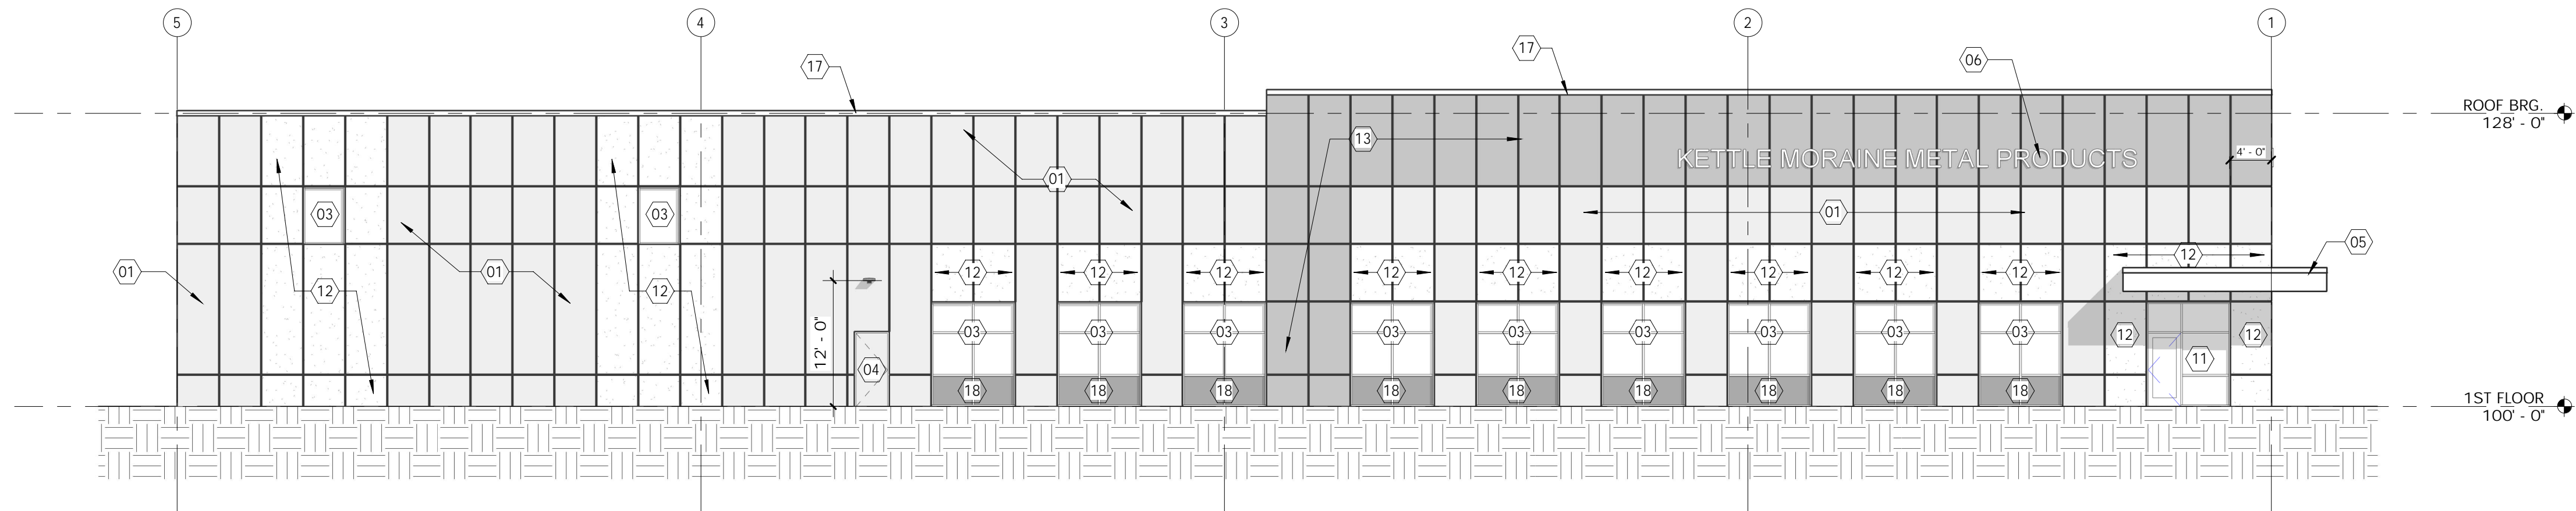 5 4 3 2 1
17 17 06
ROOF BRG.
128' - 0"
13
KETTLE MORAINE METAL PRODUCTS
4' - 0"
01
03 03 01
05
12
01 01 12 12 12 12 12 12 12 12 12 12 12
12' - 0"
03 03 03 03 03 03 03 03 03 12 12
04 11
18 18 18 18 18 18 18 18 18
1ST FLOOR
100' - 0"